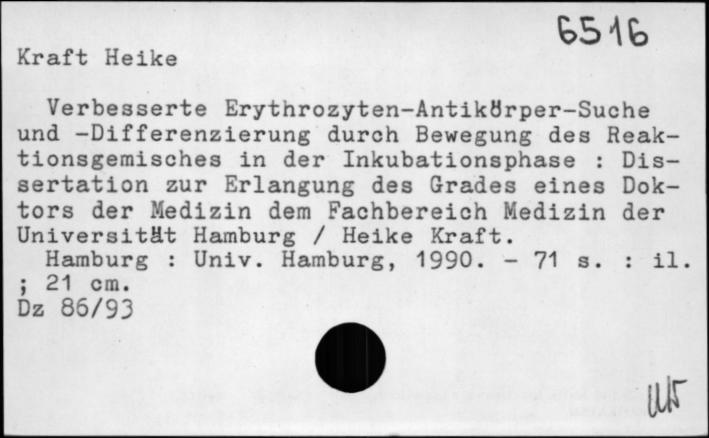 6516
Kraft Heike
Verbesserte Erythrozyten-Antikörper-Suche
und -Differenzierung durch Bewegung des Reak-
tionsgemisches in der Inkubationsphase : Dis-
sertation zur Erlangung des Grades eines Dok-
tors der Medizin dem Fachbereich Medizin der
Universität Hamburg / Heike Kraft.
Hamburg : Univ. Hamburg, 1990. - 71 s. : il.
; 21 cm.
Dz 86/93